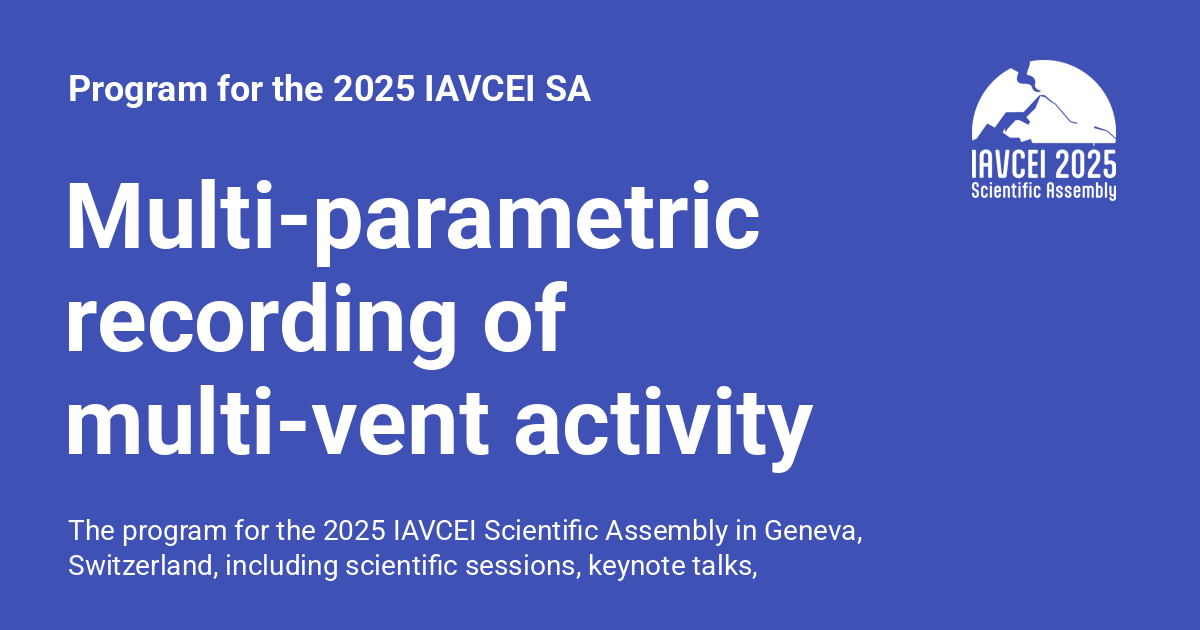 Program for the 2025 IAVCEI SA
IAVCEI 2025
Scientific Assembly
Multi-parametric
recording of
multi-vent activity
The program for the 2025 IAVCEI Scientific Assembly in Geneva,
Switzerland, including scientific sessions, keynote talks,